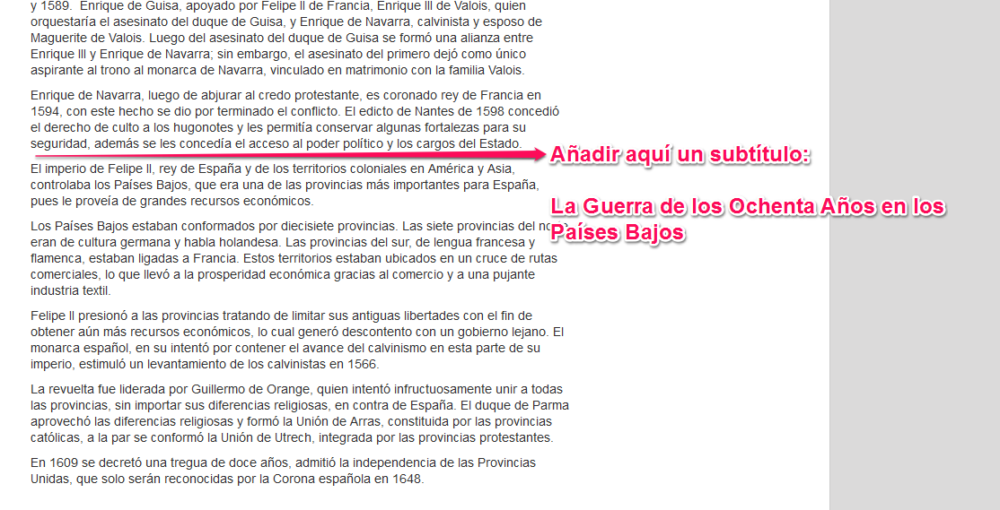 y 1589. Enrique de Guisa, apoyado por Felipe II de Francia, Enrique III de Valois, quien
orquestaría el asesinato del duque de Guisa, y Enrique de Navarra, calvinista y esposo de
Maguerite de Valois. Luego del asesinato del duque de Guisa se formó una alianza entre
Enrique III y Enrique de Navarra; sin embargo, el asesinato del primero dejó como único
aspirante al trono al monarca de Navarra, vinculado en matrimonio con la familia Valois.
Enrique de Navarra, luego de abjurar al credo protestante, es coronado rey de Francia en
1594, con este hecho se dio por terminado el conflicto. El edicto de Nantes de 1598 concedió
el derecho de culto a los hugonotes y les permitía conservar algunas fortalezas para su
seguridad, además se les concedía el acceso al poder político y los cargos del Estado.
Añadir aquí un subtítulo:
El imperio de Felipe II, rey de España y de los territorios coloniales en América y Asia,
controlaba los Países Bajos, que era una de las provincias más importantes para España,
pues le proveía de grandes recursos económicos.
La Guerra de los Ochenta Años en los
Países Bajos
Los Países Bajos estaban conformados por diecisiete provincias. Las siete provincias del
eran de cultura germana y habla holandesa. Las provincias del sur, de lengua francesa y
flamenca, estaban ligadas a Francia. Estos territorios estaban ubicados en un cruce de rutas
comerciales, lo que llevó a la prosperidad económica gracias al comercio y a una pujante
industria textil.
Felipe II presionó a las provincias tratando de limitar sus antiguas libertades con el fin de
obtener aún más recursos económicos, lo cual generó descontento con un gobierno lejano. El
monarca español, en su intentó por contener el avance del calvinismo en esta parte de su
imperio, estimuló un levantamiento de los calvinistas en 1566.
La revuelta fue liderada por Guillermo de Orange, quien intentó infructuosamente unir a todas
las provincias, sin importar sus diferencias religiosas, en contra de España. El duque de Parma
aprovechó las diferencias religiosas y formó la Unión de Arras, constituida por las provincias
católicas, a la par se conformó la Unión de Utrech, integrada por las provincias protestantes.
En 1609 se decretó una tregua de doce años, admitió la independencia de las Provincias
Unidas, que solo serán reconocidas por la Corona española en 1648.